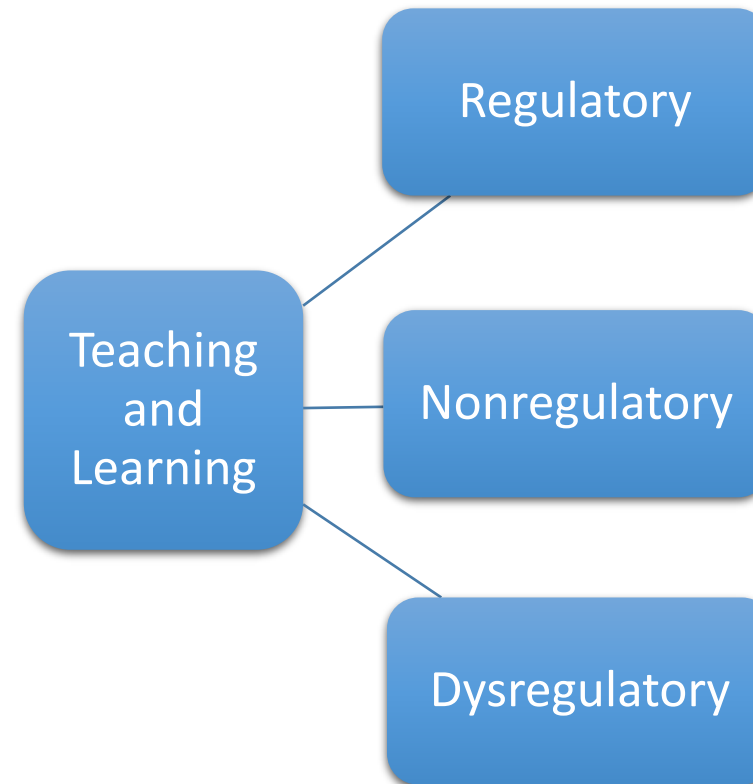 Regulatory
Teaching
and
Learning
Nonregulatory
Dysregulatory